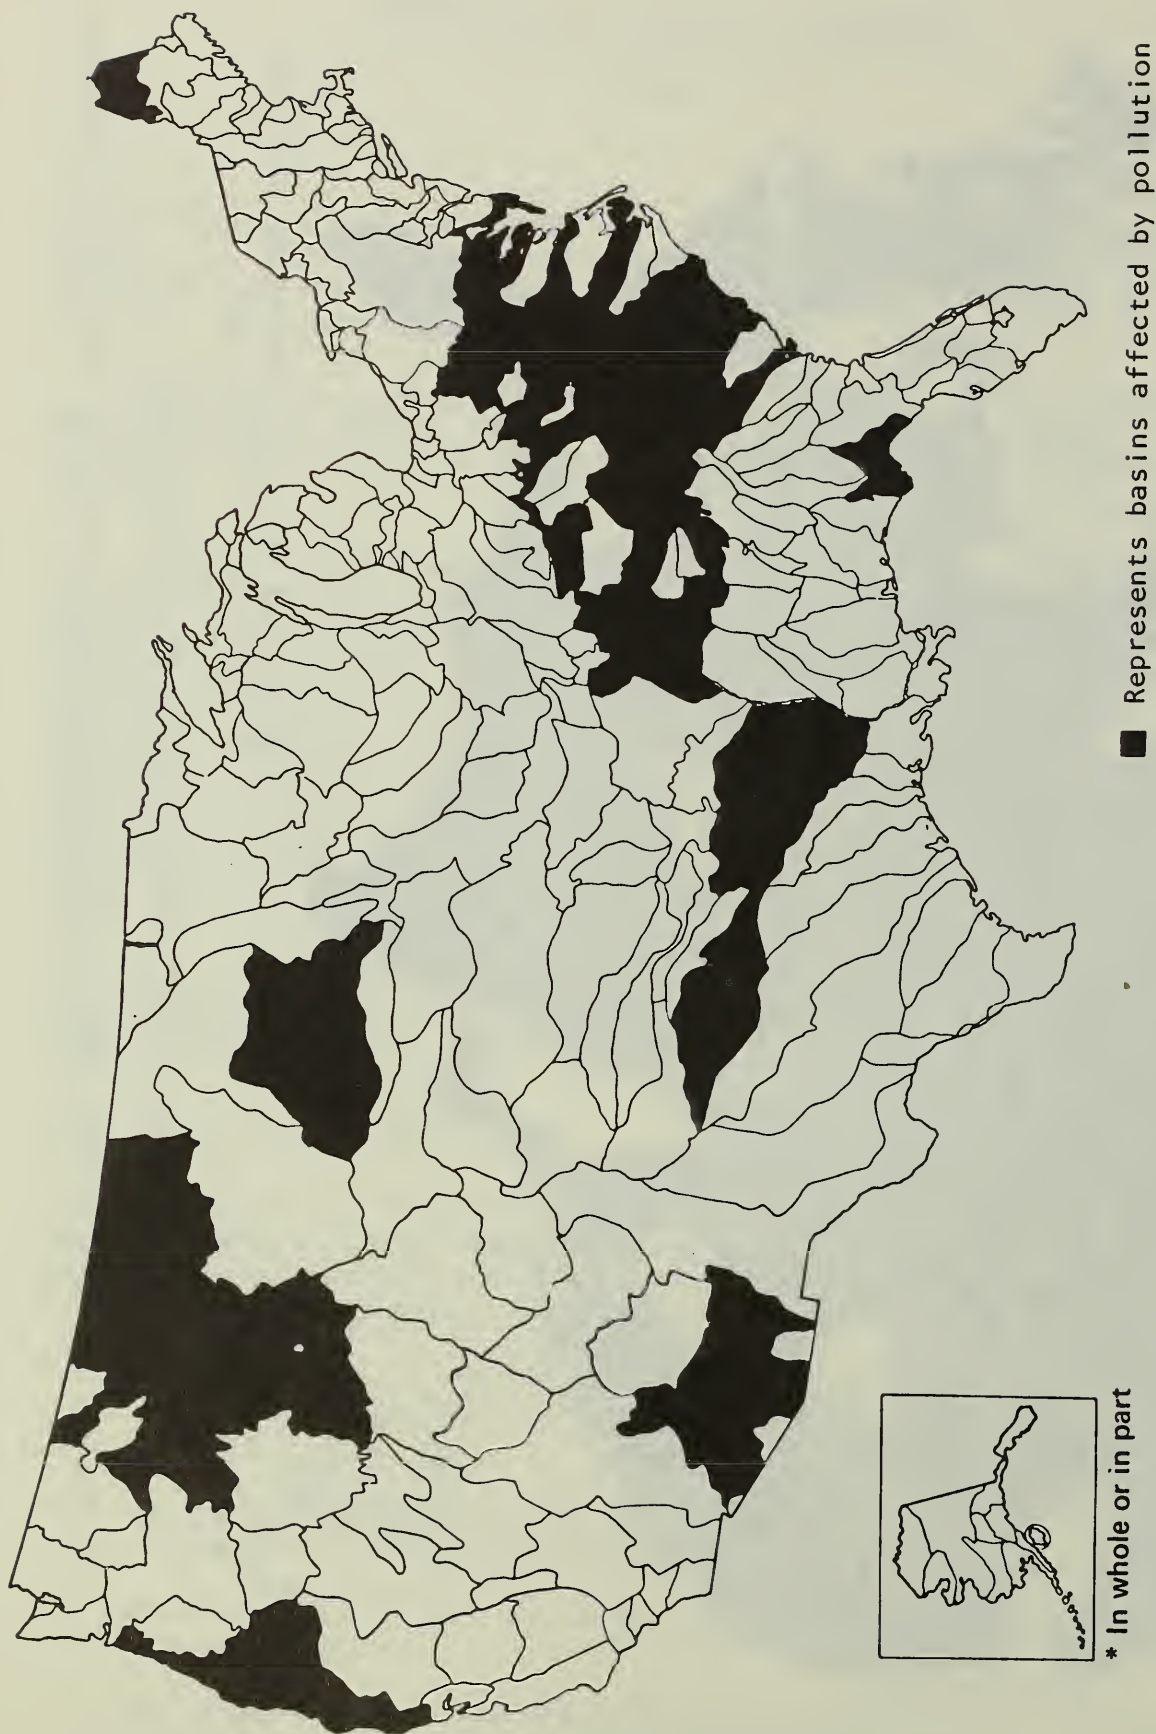 ■ Represents basins affected by pollution
* In whole or in part